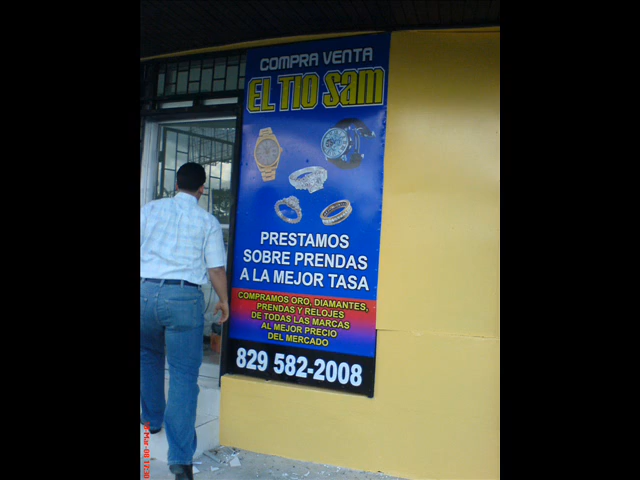 COMPRA VENTA
EL TIO Sam
PRESTAMOS
SOBRE PRENDAS
A LA MEJOR TASA
COMPRAMOS ORO, DIAMANTES,
PRENDAS Y RELOJES
DE TODAS LAS MARCAS
AL MEJOR PRECIO
DEL MERCADO
829 582-2008